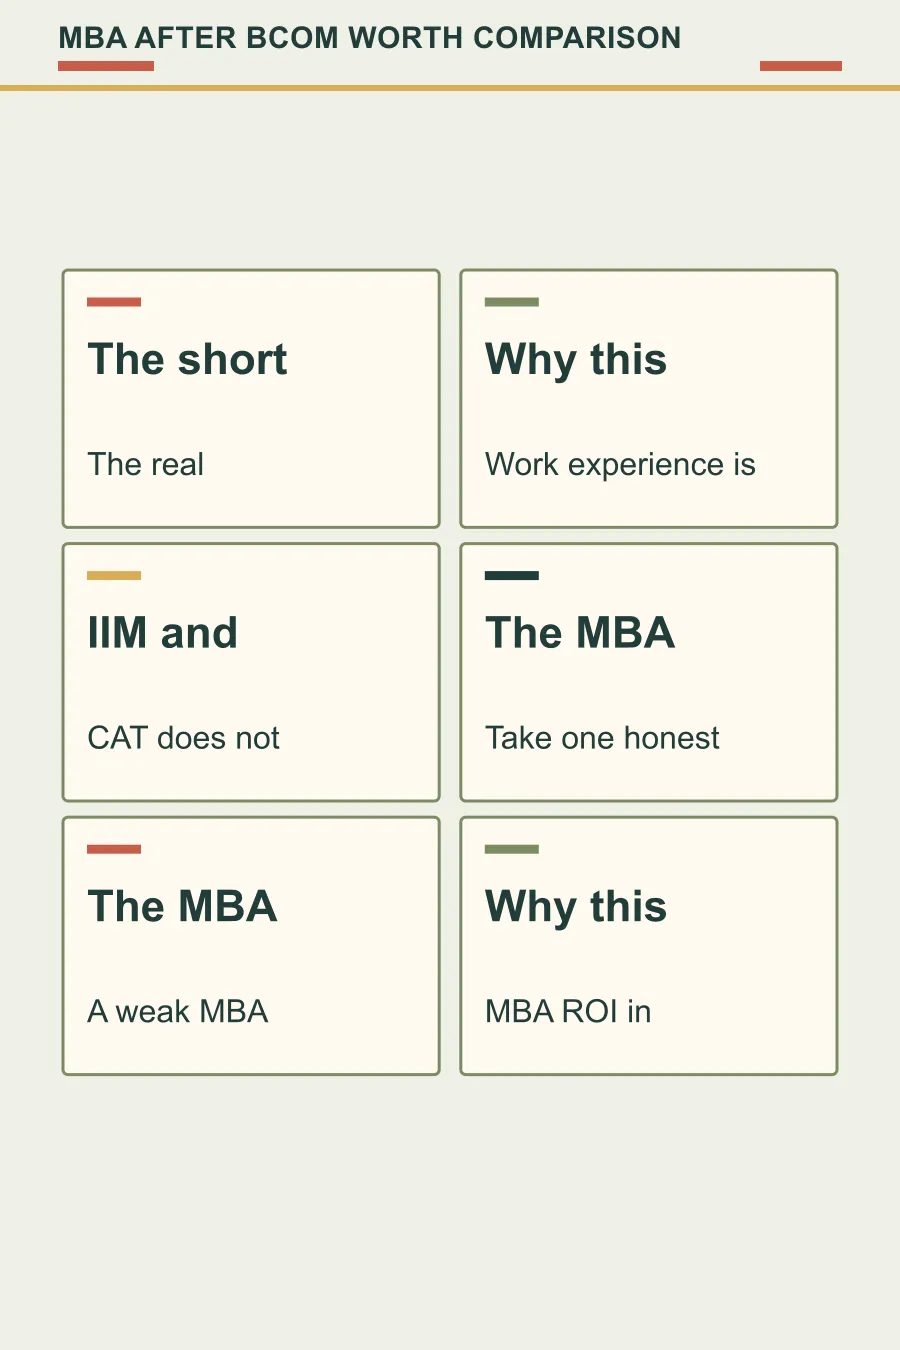 MBA AFTER BCOM WORTH COMPARISON
The short
The real
Why this
Work experience is
IIM and
CAT does not
The MBA
Take one honest
The MBA
A weak MBA
Why this
MBA ROI in